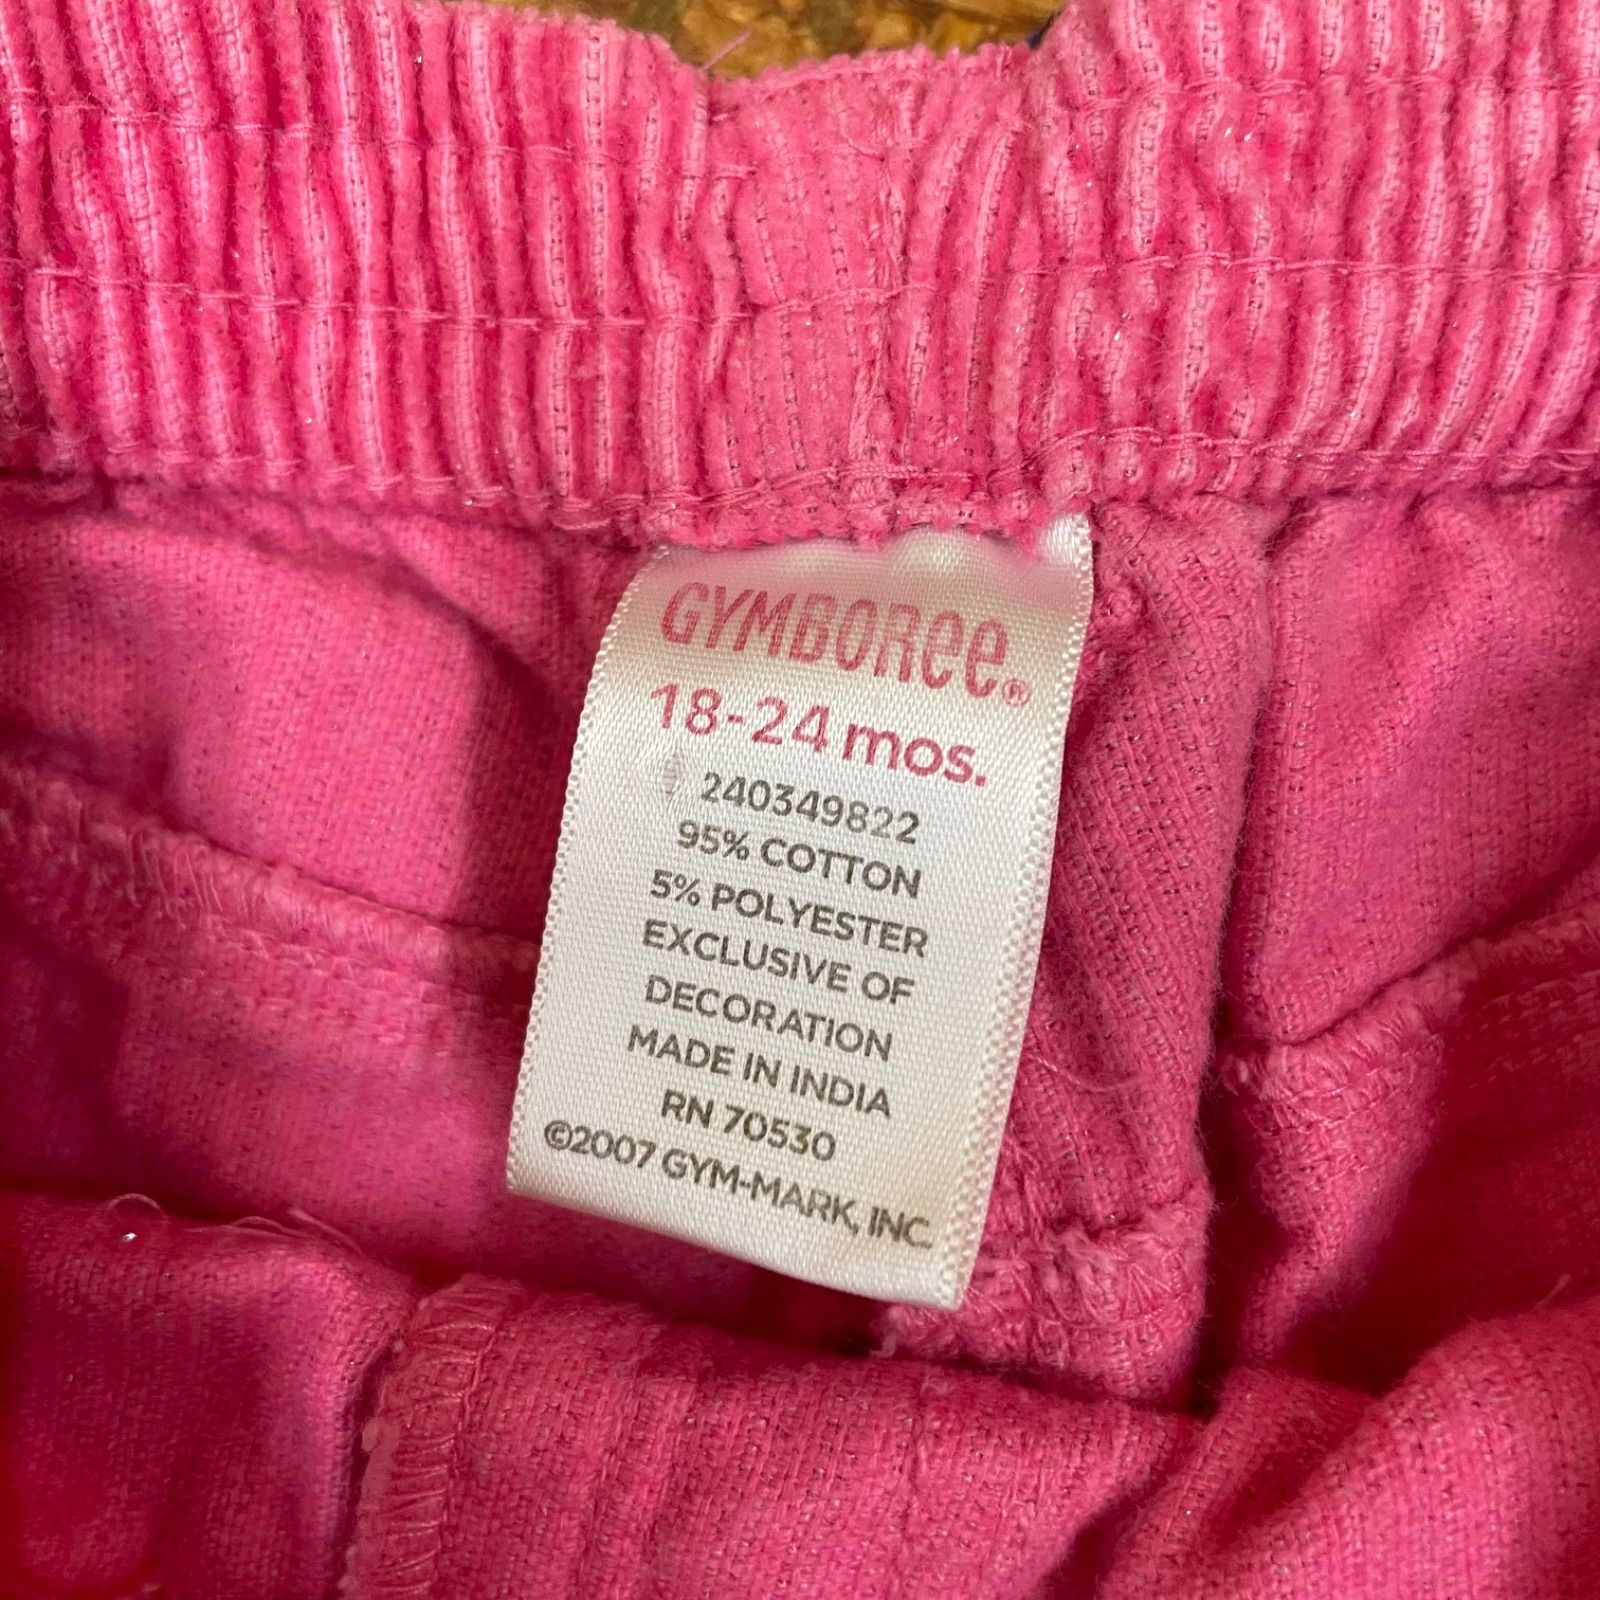 GYMBOREE®
18-24 mos.
240349822
95% COTTON
5% POLYESTER
EXCLUSIVE OF
DECORATION
MADE IN INDIA
RN 70530
©2007 GYM-MARK, INC.